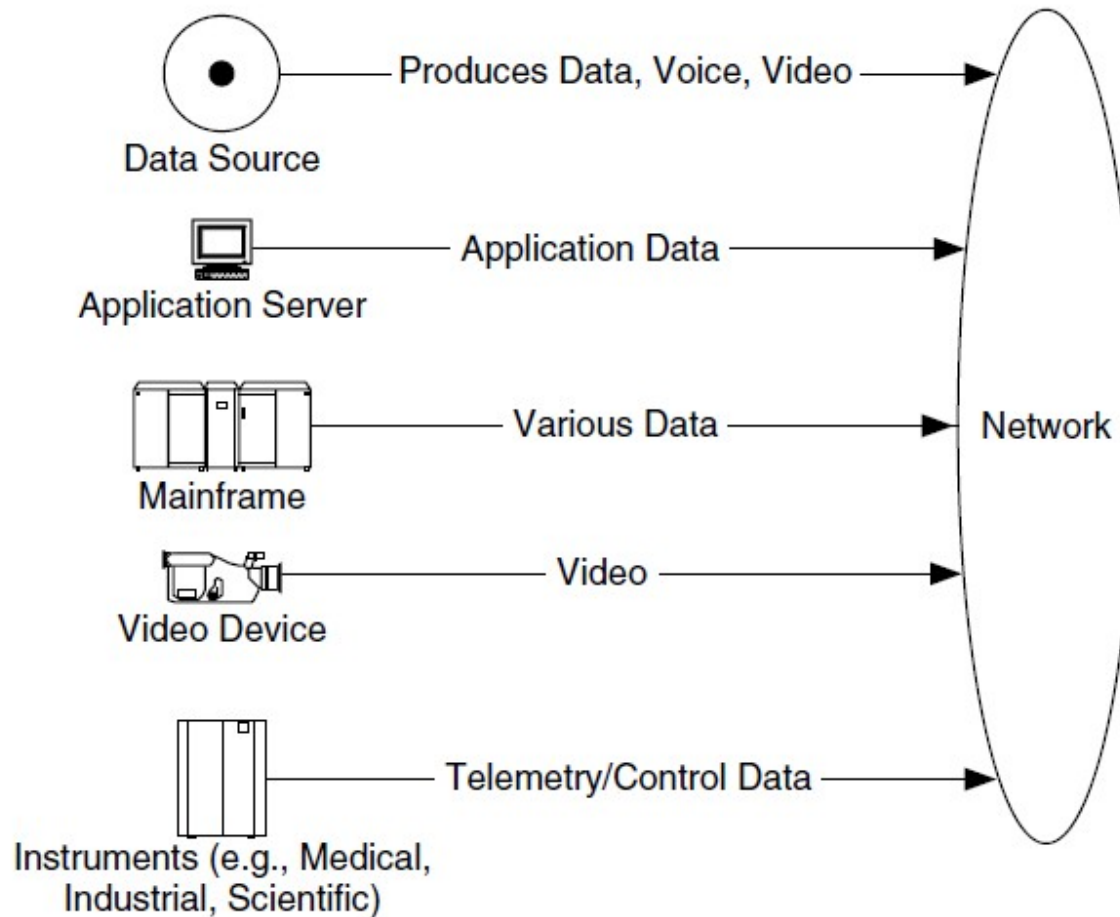 Produces Data, Voice, Video
Data Source
Application Data
Application Server
Various Data
Network
Mainframe
Video
Video Device
Telemetry/Control Data
Instruments (e.g., Medical,
Industrial, Scientific)